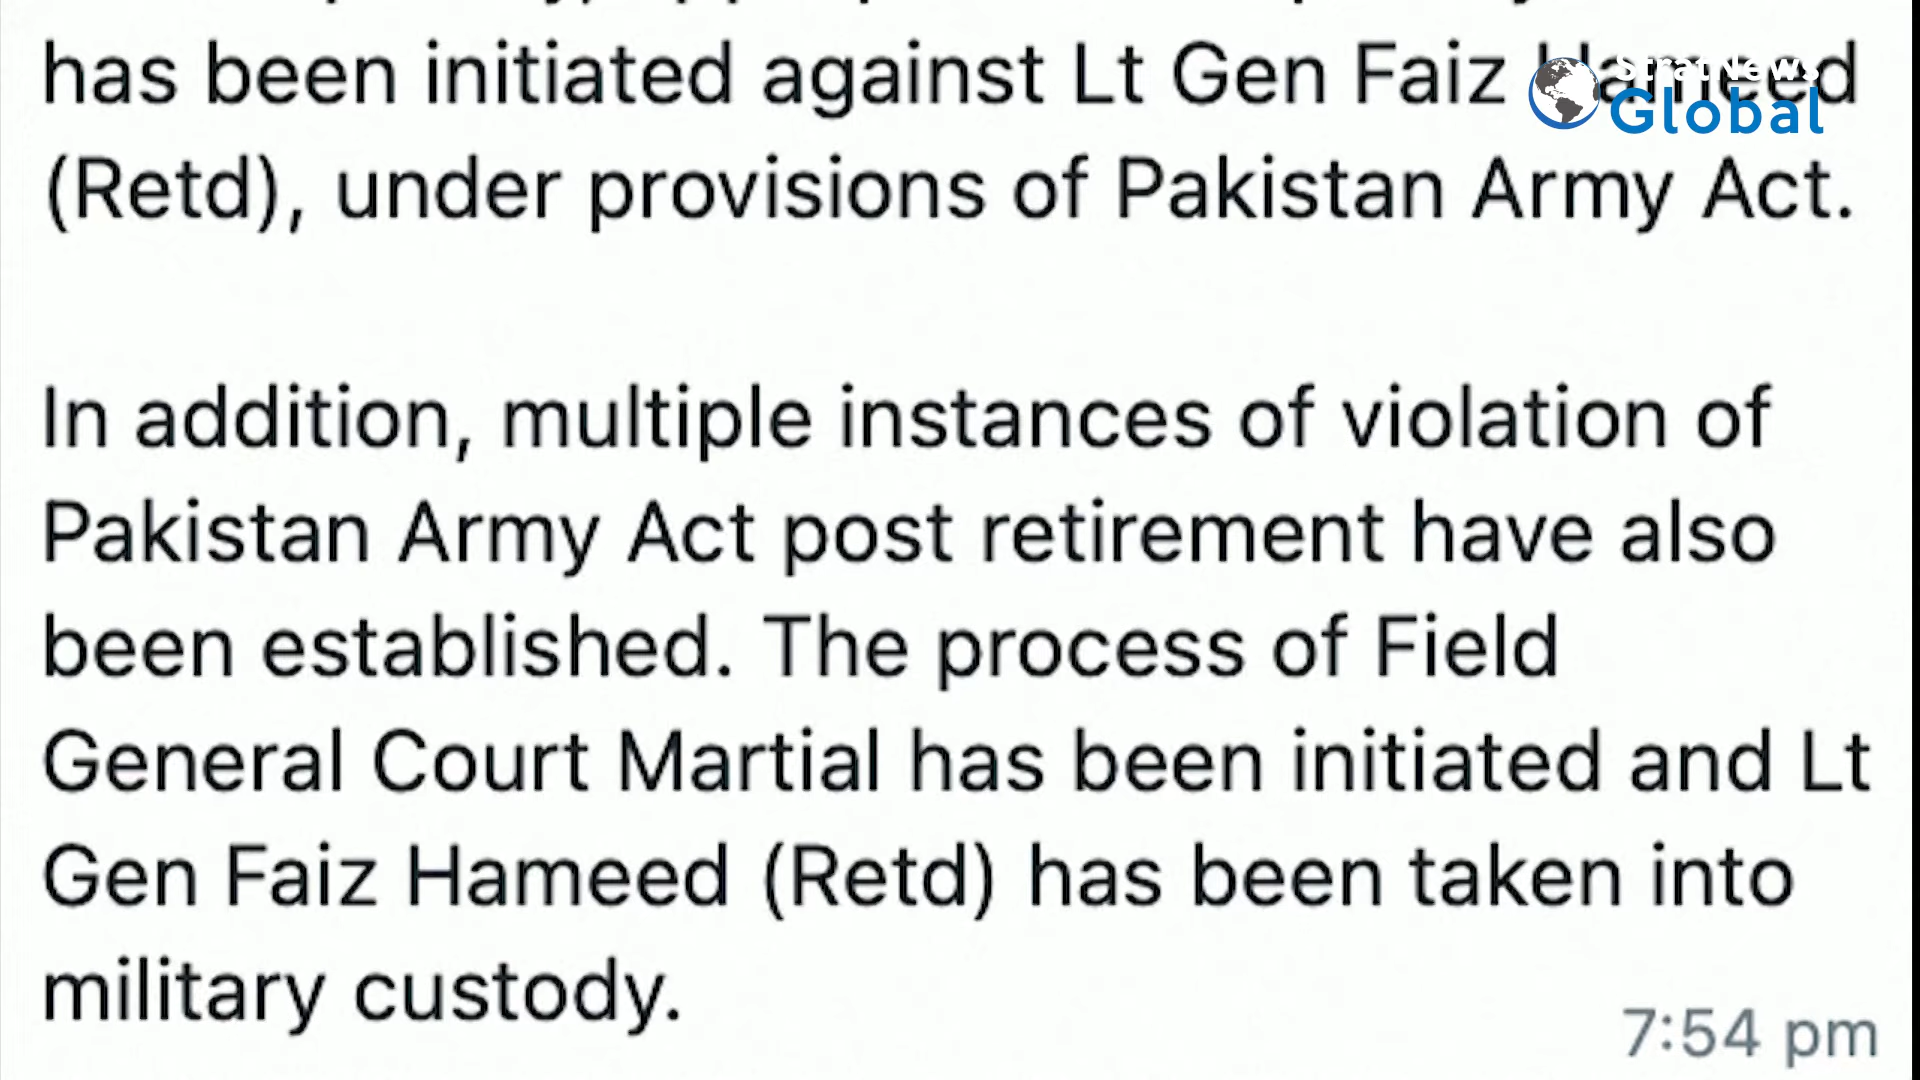 has been initiated against Lt Gen Faiz Hameed
(Retd), under provisions of Pakistan Army Act.
In addition, multiple instances of violation of
Pakistan Army Act post retirement have also
been established. The process of Field
General Court Martial has been initiated and Lt
Gen Faiz Hameed (Retd) has been taken into
military custody.
7:54 pm
StratNews
Global